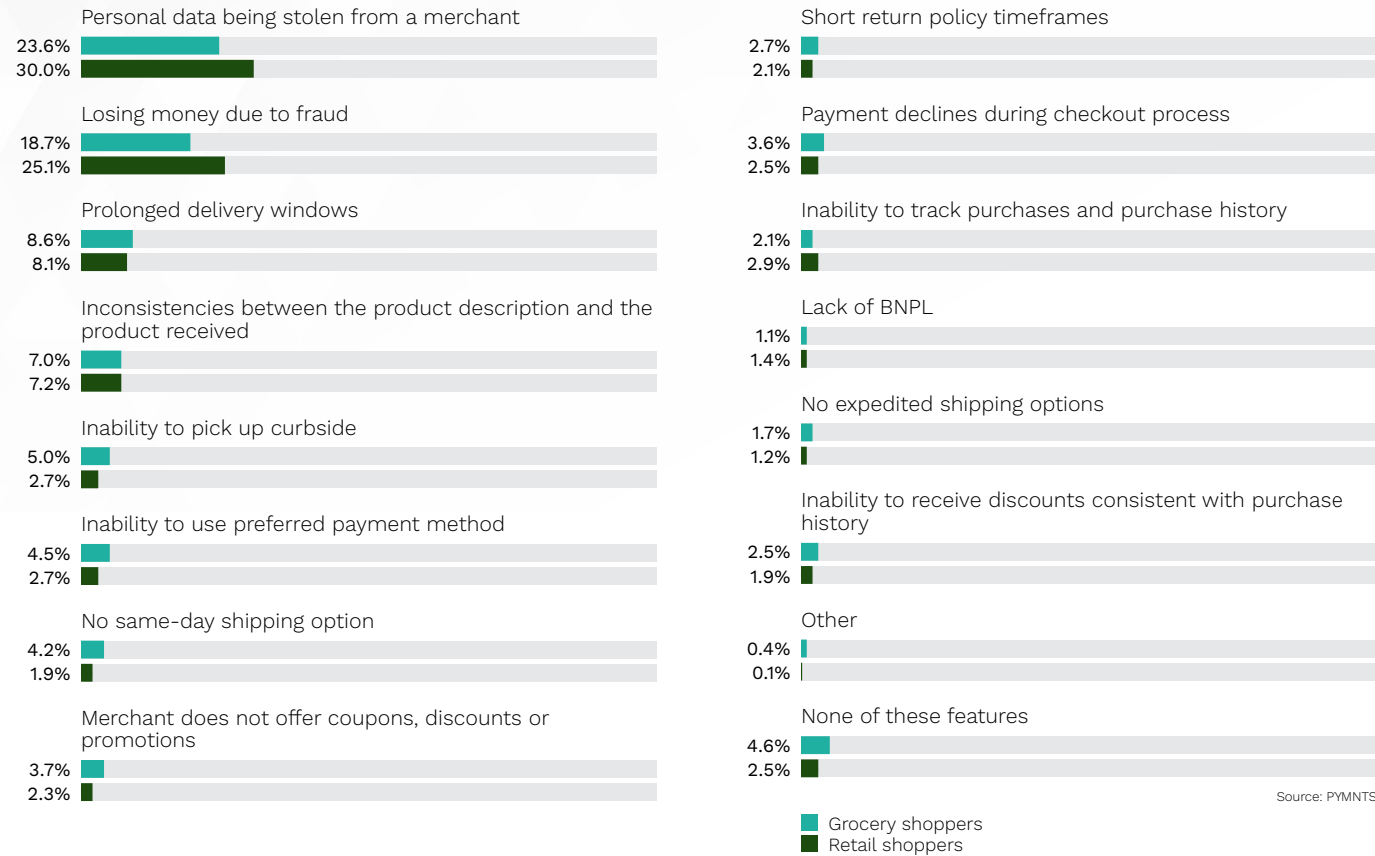 Personal data being stolen from a merchant
23.6%
30.0%
Losing money due to fraud
18.7%
25.1%
Prolonged delivery windows
8.6%
8.1%
Inconsistencies between the product description and the
product received
7.0%
7.2%
Inability to pick up curbside
5.0%
2.7%
Inability to use preferred payment method
4.5%
2.7%
No same-day shipping option
4.2%
1.9%
Merchant does not offer coupons, discounts or
promotions
3.7%
2.3%
Short return policy timeframes
2.7%
2.1%
Payment declines during checkout process
3.6%
2.5%
Inability to track purchases and purchase history
2.1%
2.9%
Lack of BNPL
1.1%
1.4%
No expedited shipping options
1.7%
1.2%
Inability to receive discounts consistent with purchase
history
2.5%
1.9%
Other
0.4%
0.1%
None of these features
4.6%
2.5%
Source: PYMNTS
Grocery shoppers
Retail shoppers